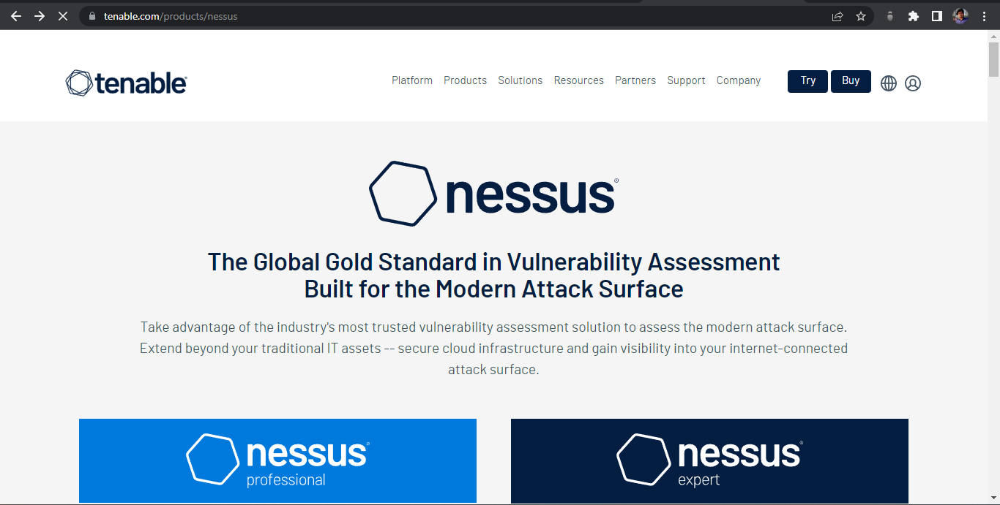 tenable.com/products/nessus
tenable®
Platform Products Solutions Resources Partners Support Company Try Buy
nessus®
The Global Gold Standard in Vulnerability Assessment
Built for the Modern Attack Surface
Take advantage of the industry's most trusted vulnerability assessment solution to assess the modern attack surface.
Extend beyond your traditional IT assets -- secure cloud infrastructure and gain visibility into your internet-connected
attack surface.
nessus®
professional
nessus®
expert